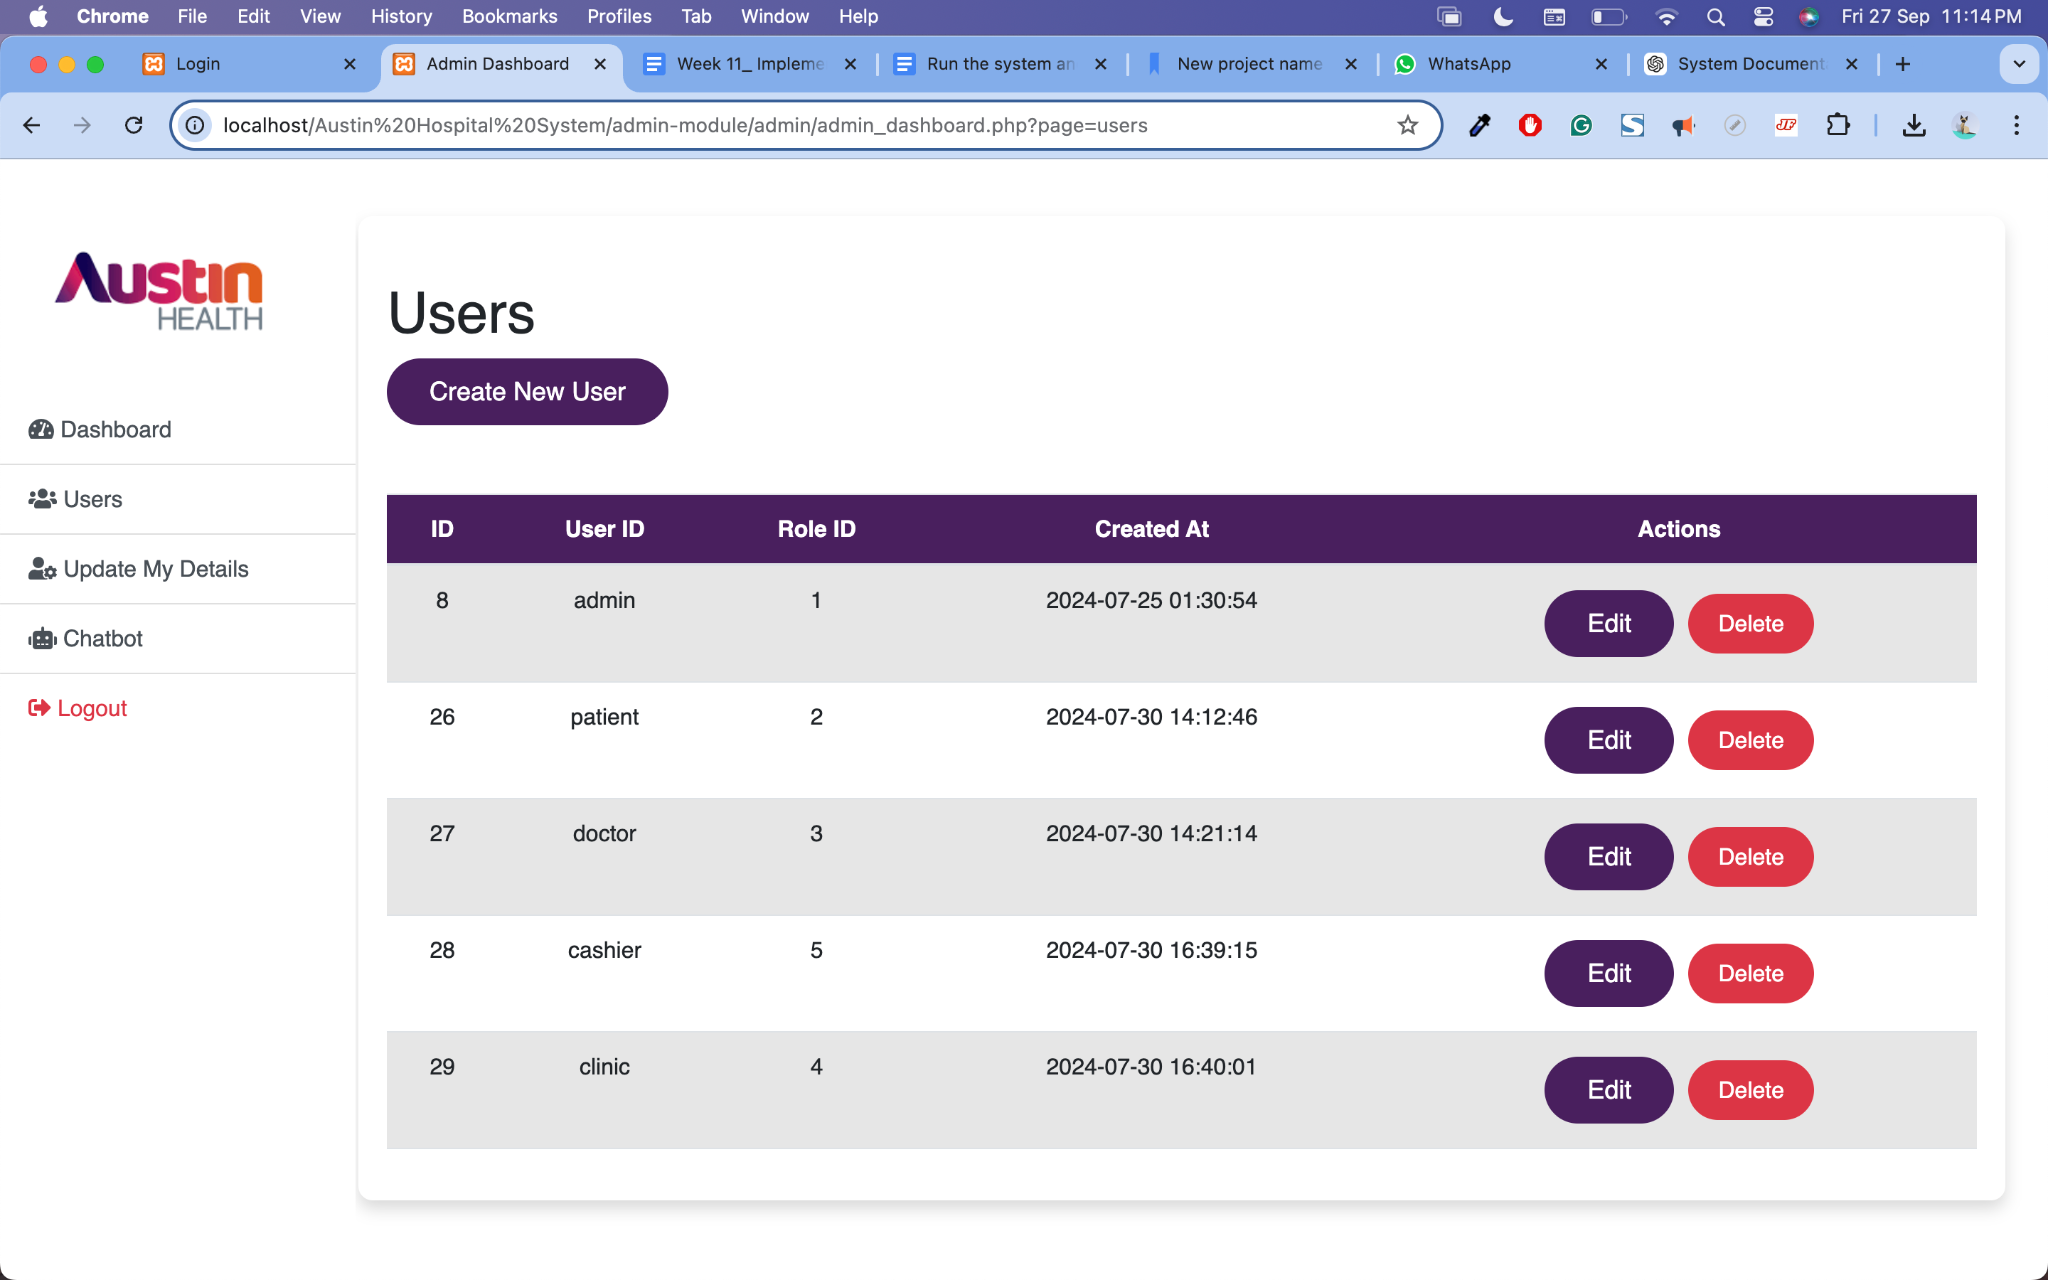 Chrome File Edit View History Bookmarks Profiles Tab Window Help Fri 27 Sep 11:14 PM
Login Admin Dashboard Week 11_ Impleme Run the system an New project name WhatsApp System Document
localhost/Austin%20Hospital%20System/admin-module/admin/admin_dashboard.php?page=users
Austin
HEALTH
Dashboard
Users
Update My Details
Chatbot
Logout
Users
Create New User
ID User ID Role ID Created At Actions
8 admin 1 2024-07-25 01:30:54 Edit Delete
26 patient 2 2024-07-30 14:12:46 Edit Delete
27 doctor 3 2024-07-30 14:21:14 Edit Delete
28 cashier 5 2024-07-30 16:39:15 Edit Delete
29 clinic 4 2024-07-30 16:40:01 Edit Delete